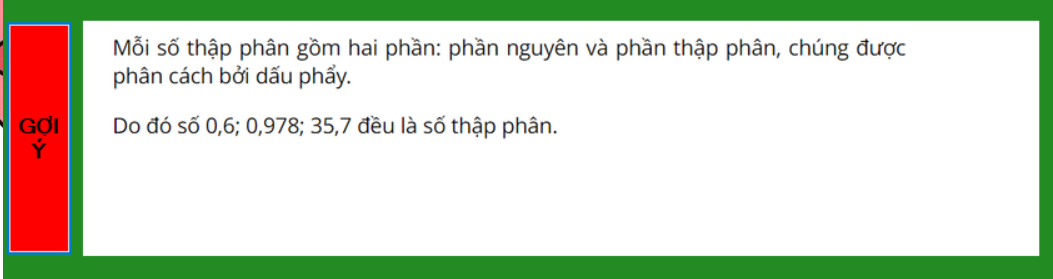 GỢI
Ý
Mỗi số thập phân gồm hai phần: phần nguyên và phần thập phân, chúng được
phân cách bởi dấu phẩy.
Do đó số 0,6; 0,978; 35,7 đều là số thập phân.